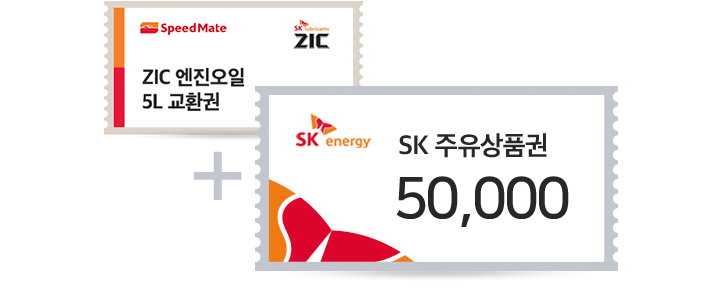 SpeedMate
SK lubricants
ZIC
ZIC 엔진오일
5L 교환권
+
SK energy
SK 주유상품권
50,000